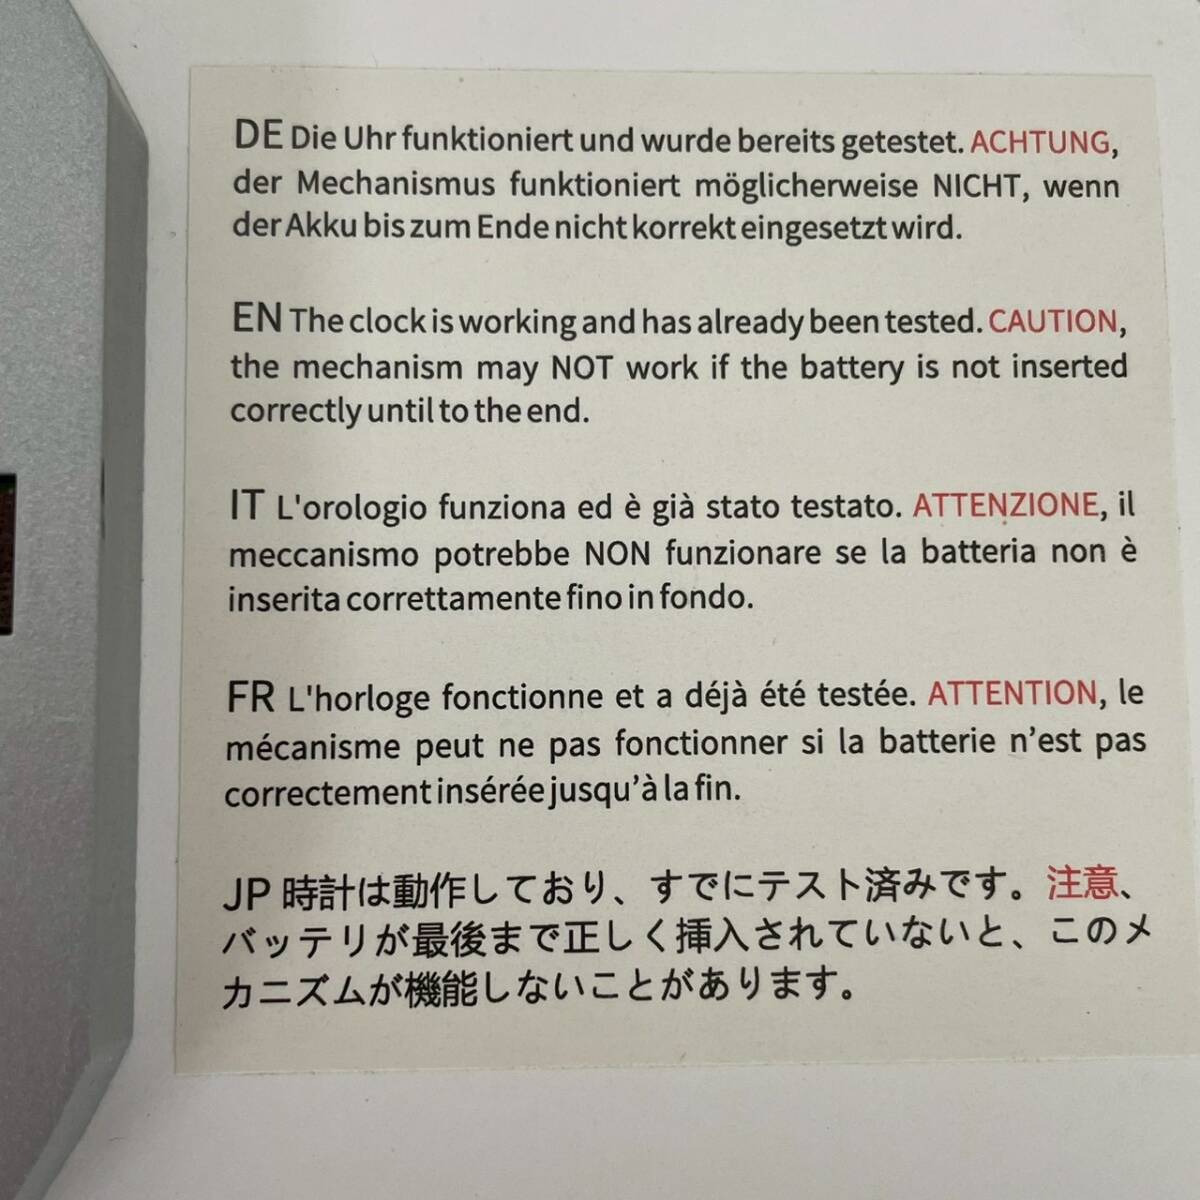 DE Die Uhr funktioniert und wurde bereits getestet. ACHTUNG,
der Mechanismus funktioniert möglicherweise NICHT, wenn
der Akku bis zum Ende nicht korrekt eingesetzt wird.
EN The clock is working and has already been tested. CAUTION,
the mechanism may NOT work if the battery is not inserted
correctly until to the end.
IT L'orologio funziona ed è già stato testato. ATTENZIONE, il
meccanismo potrebbe NON funzionare se la batteria non è
inserita correttamente fino in fondo.
FR L'horloge fonctionne et a déjà été testée. ATTENTION, le
mécanisme peut ne pas fonctionner si la batterie n’est pas
correctement insérée jusqu’à la fin.
JP 時計は動作しており、すでにテスト済みです。注意、
バッテリが最後まで正しく挿入されていないと、このメ
カニズムが機能しないことがあります。